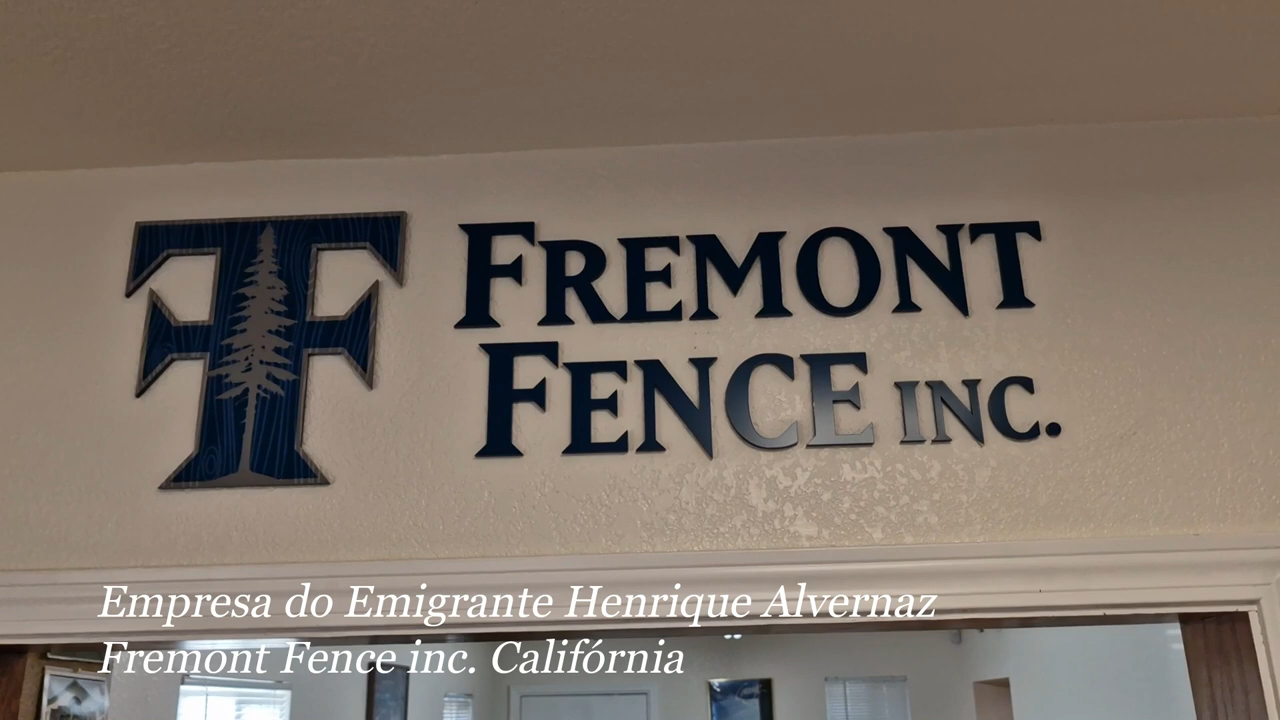 FREMONT
FENCE INC.
Empresa do Emigrante Henrique Alvernaz
Fremont Fence inc. Califórnia